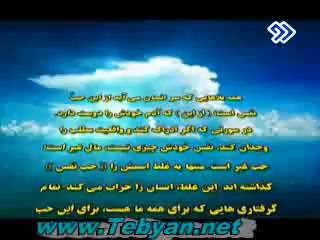 همه بلاهایی که سر انسان می آید از این حبّ
نفس است؛ ( از این ) که آدم خودش را دوست دارد.
در صورتی که اگر ادراک کند و واقعیت مطلب را
وجدان کند، نفس خودش چیزی نیست، مال غیر است؛
حب غیر است. منتها به غلط اسمش را (( حب نفس ))
گذاشته اند. این غلط، انسان را خراب می کند. تمام
گرفتاری هایی که برای همه ما هست، برای این حب
www.Tebyan.net